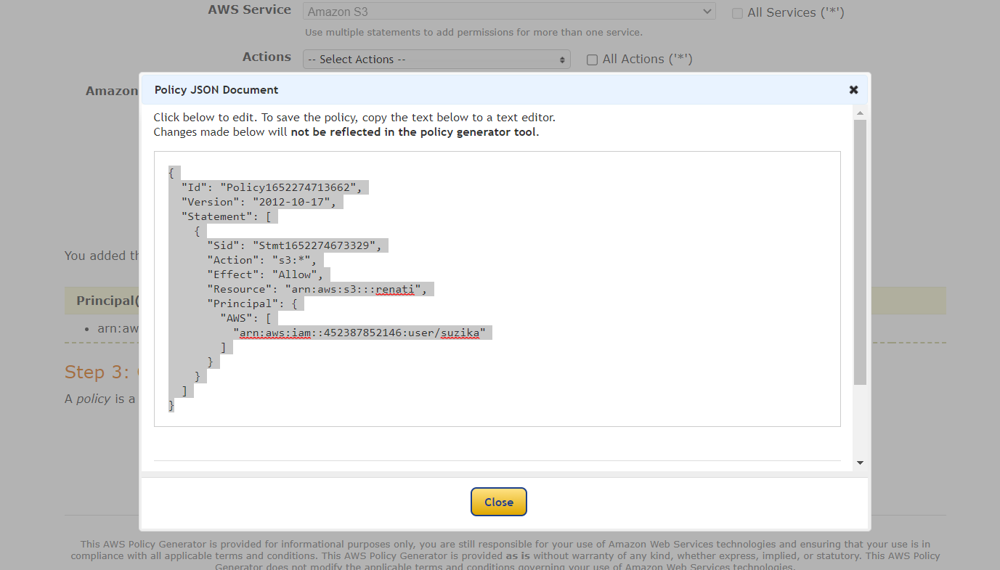 AWS Service Amazon S3 All Services ('*')
Use multiple statements to add permissions for more than one service.
Actions -- Select Actions -- All Actions ('*')
Amazon
Policy JSON Document
Click below to edit. To save the policy, copy the text below to a text editor.
Changes made below will not be reflected in the policy generator tool.
{
  "Id": "Policy1652274713662",
  "Version": "2012-10-17",
  "Statement": [
    {
      "Sid": "Stmt1652274673329",
      "Action": "s3:*",
      "Effect": "Allow",
      "Resource": "arn:aws:s3:::renati",
      "Principal": {
        "AWS": [
          "arn:aws:iam::452387852146:user/suzika"
        ]
      }
    }
  ]
}
You added th
Principal(
• arn:aw
Step 3:
A policy is a
Close
This AWS Policy Generator is provided for informational purposes only, you are still responsible for your use of Amazon Web Services technologies and ensuring that your use is in
compliance with all applicable terms and conditions. This AWS Policy Generator is provided as is without warranty of any kind, whether express, implied, or statutory. This AWS Policy
Generator does not modify the applicable terms and conditions governing your use of Amazon Web Services technologies.